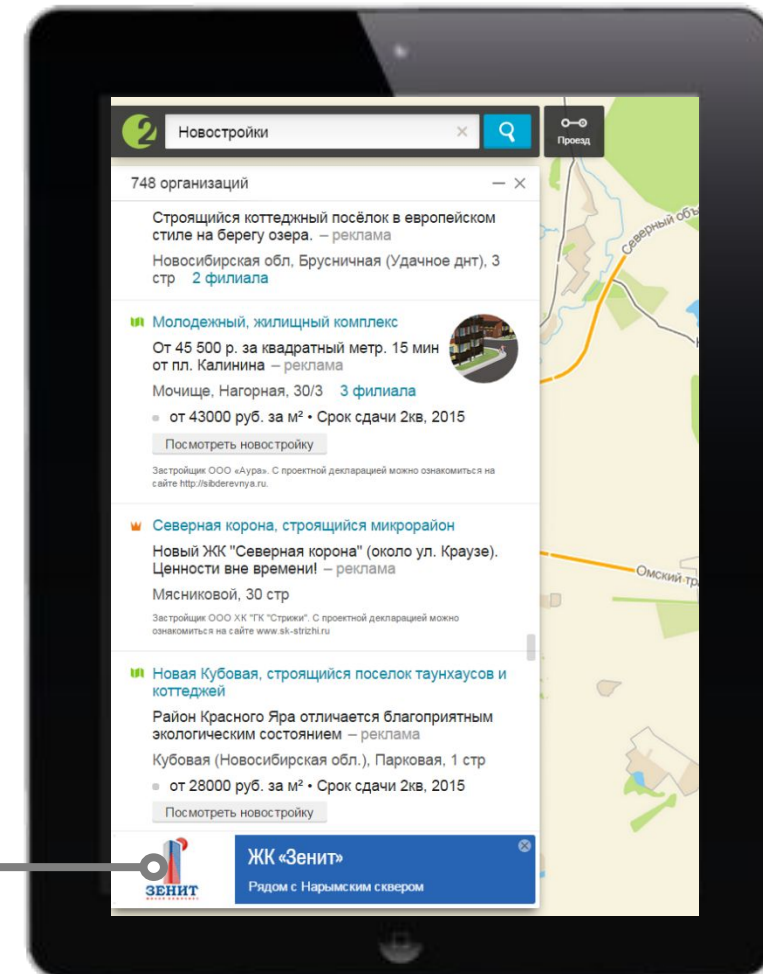 2
Новостройки
Проезд
748 организаций
Строящийся коттеджный посёлок в европейском
стиле на берегу озера. – реклама
Новосибирская обл, Брусничная (Удачное днт), 3
стр 2 филиала
Молодежный, жилищный комплекс
От 45 500 р. за квадратный метр. 15 мин
от пл. Калинина – реклама
Мочище, Нагорная, 30/3 3 филиала
от 43000 руб. за м² • Срок сдачи 2кв, 2015
Посмотреть новостройку
Застройщик ООО «Аура». С проектной декларацией можно ознакомиться на
сайте http://sibderevnya.ru.
Северная корона, строящийся микрорайон
Новый ЖК "Северная корона" (около ул. Краузе).
Ценности вне времени! – реклама
Мясниковой, 30 стр
Застройщик ООО ХК "ГК "Стрижи". С проектной декларацией можно
ознакомиться на сайте www.sk-strizhi.ru
Новая Кубовая, строящийся поселок таунхаусов и
коттеджей
Район Красного Яра отличается благоприятным
экологическим состоянием – реклама
Кубовая (Новосибирская обл.), Парковая, 1 стр
от 28000 руб. за м² • Срок сдачи 2кв, 2015
Посмотреть новостройку
ЗЕНИТ
ЖК «Зенит»
Рядом с Нарымским сквером
Северный объ
Омский тр